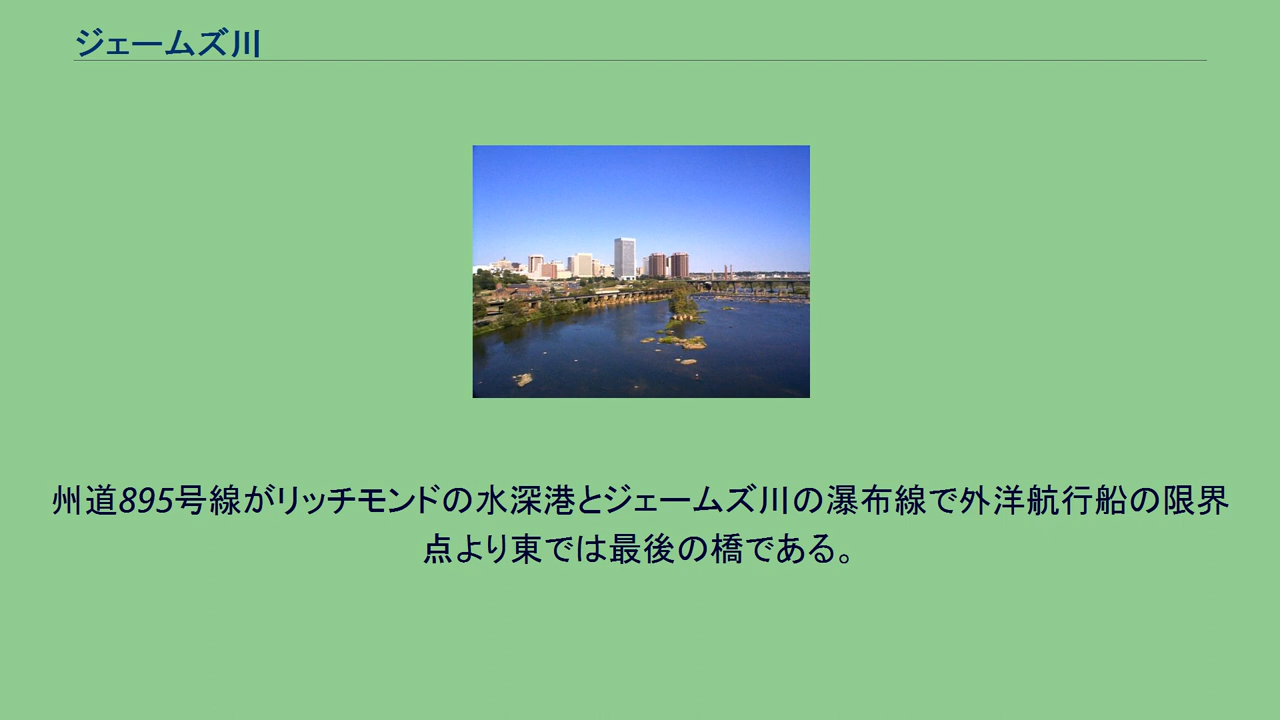 ジェームズ川
州道895号線がリッチモンドの水深港とジェームズ川の瀑布線で外洋航行船の限界
点より東では最後の橋である。